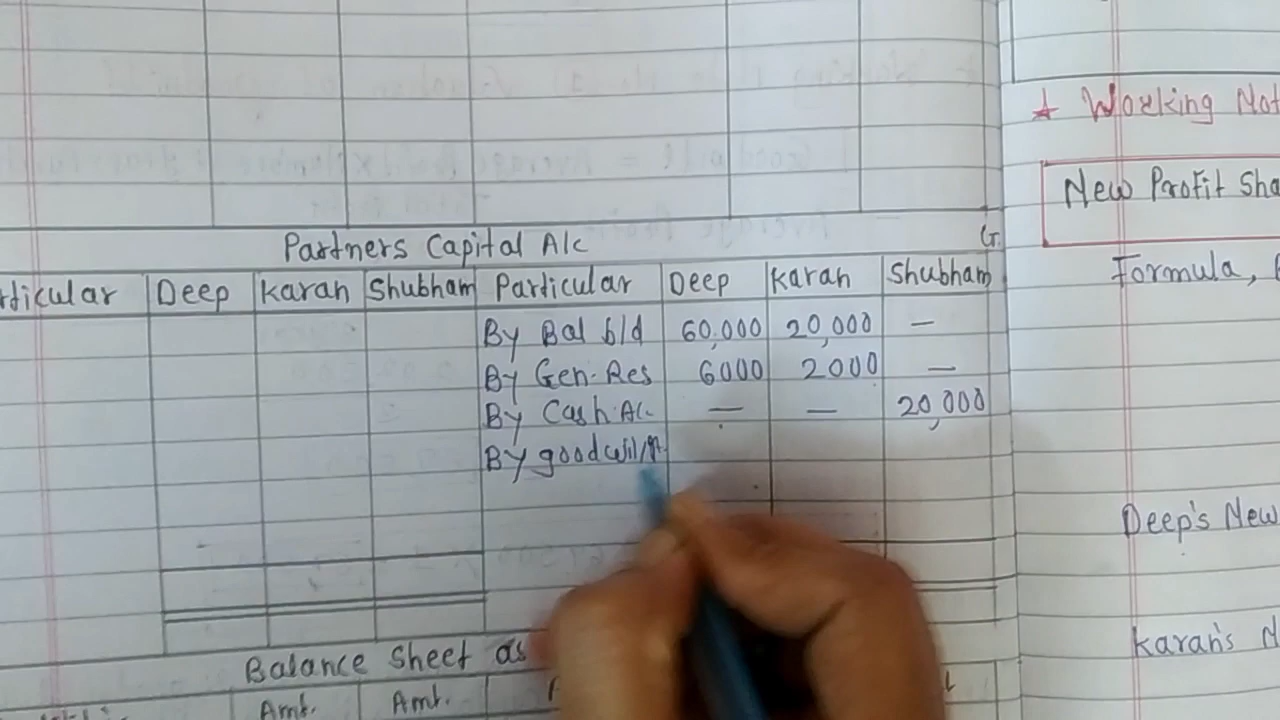 Partners Capital A/c
rticular Deep Karan Shubham Particular Deep Karan Shubham
By Bal b/d 60,000 20,000 —
By Gen. Res 6000 2000 —
By Cash A/c — — 20,000
By goodwill/A
Balance Sheet as
Amt. Amt.
★ Working Not
New Profit Sha
Formula,
Deep's New
Karan's N